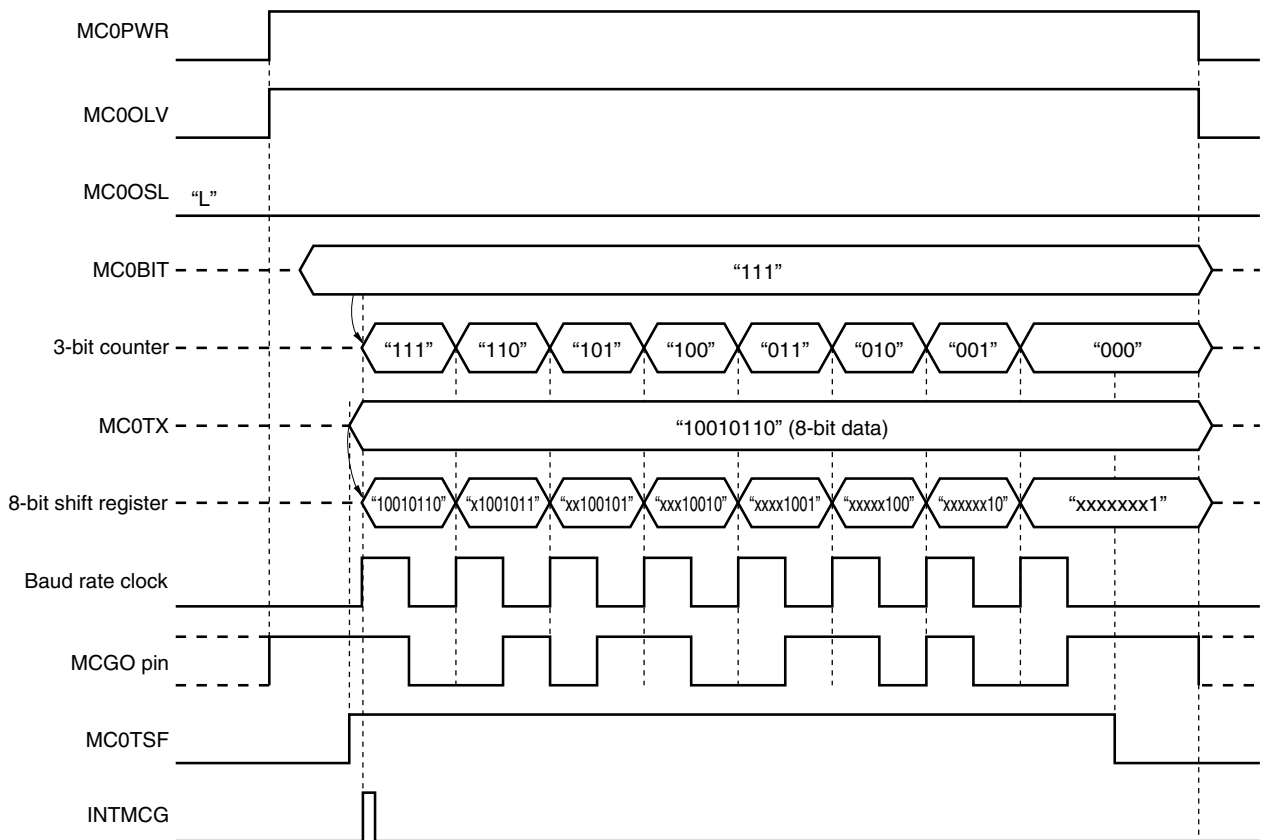 MC0PWR
MC0OLV
MC0OSL “L”
MC0BIT “111”
3-bit counter “111” “110” “101” “100” “011” “010” “001” “000”
MC0TX “10010110” (8-bit data)
8-bit shift register “10010110” “x1001011” “xx100101” “xxx10010” “xxxx1001” “xxxxx100” “xxxxxx10” “xxxxxxx1”
Baud rate clock
MCGO pin
MC0TSF
INTMCG